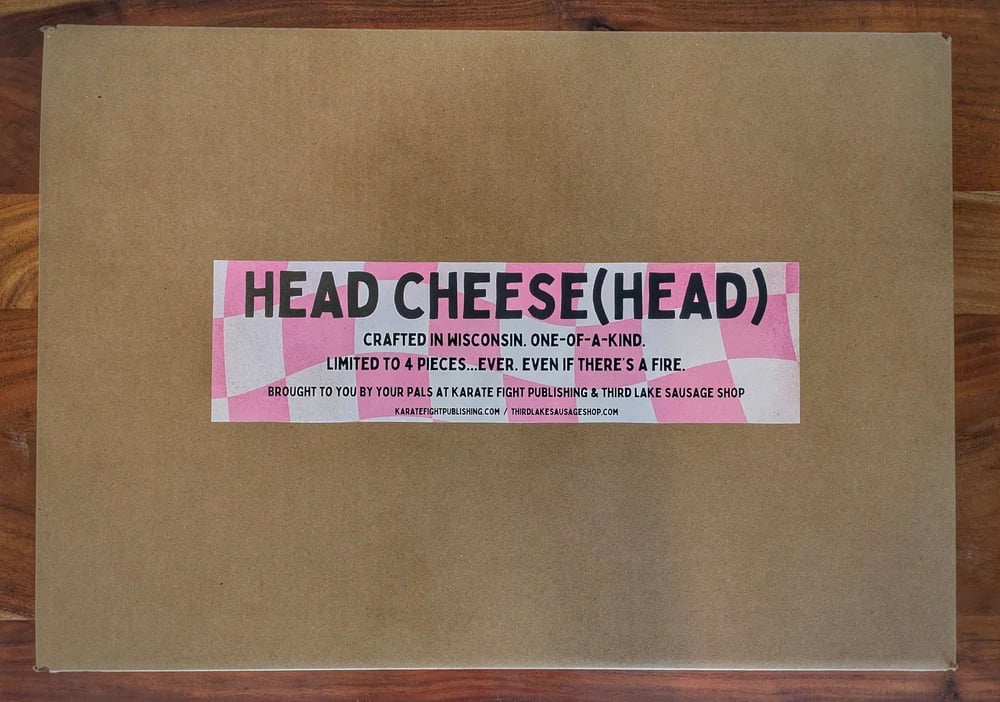 HEAD CHEESE(HEAD)
CRAFTED IN WISCONSIN. ONE-OF-A-KIND.
LIMITED TO 4 PIECES...EVER. EVEN IF THERE'S A FIRE.
BROUGHT TO YOU BY YOUR PALS AT KARATE FIGHT PUBLISHING & THIRD LAKE SAUSAGE SHOP
KARATEFIGHTPUBLISHING.COM / THIRDLAKESAUSAGESHOP.COM